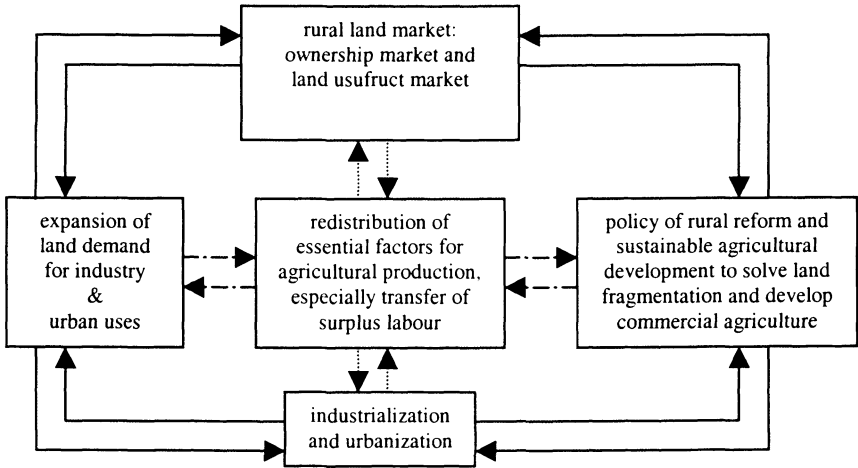 rural land market:
ownership market and
land usufruct market
expansion of
land demand
for industry
&
urban uses
redistribution of
essential factors for
agricultural production,
especially transfer of
surplus labour
policy of rural reform and
sustainable agricultural
development to solve land
fragmentation and develop
commercial agriculture
industrialization
and urbanization